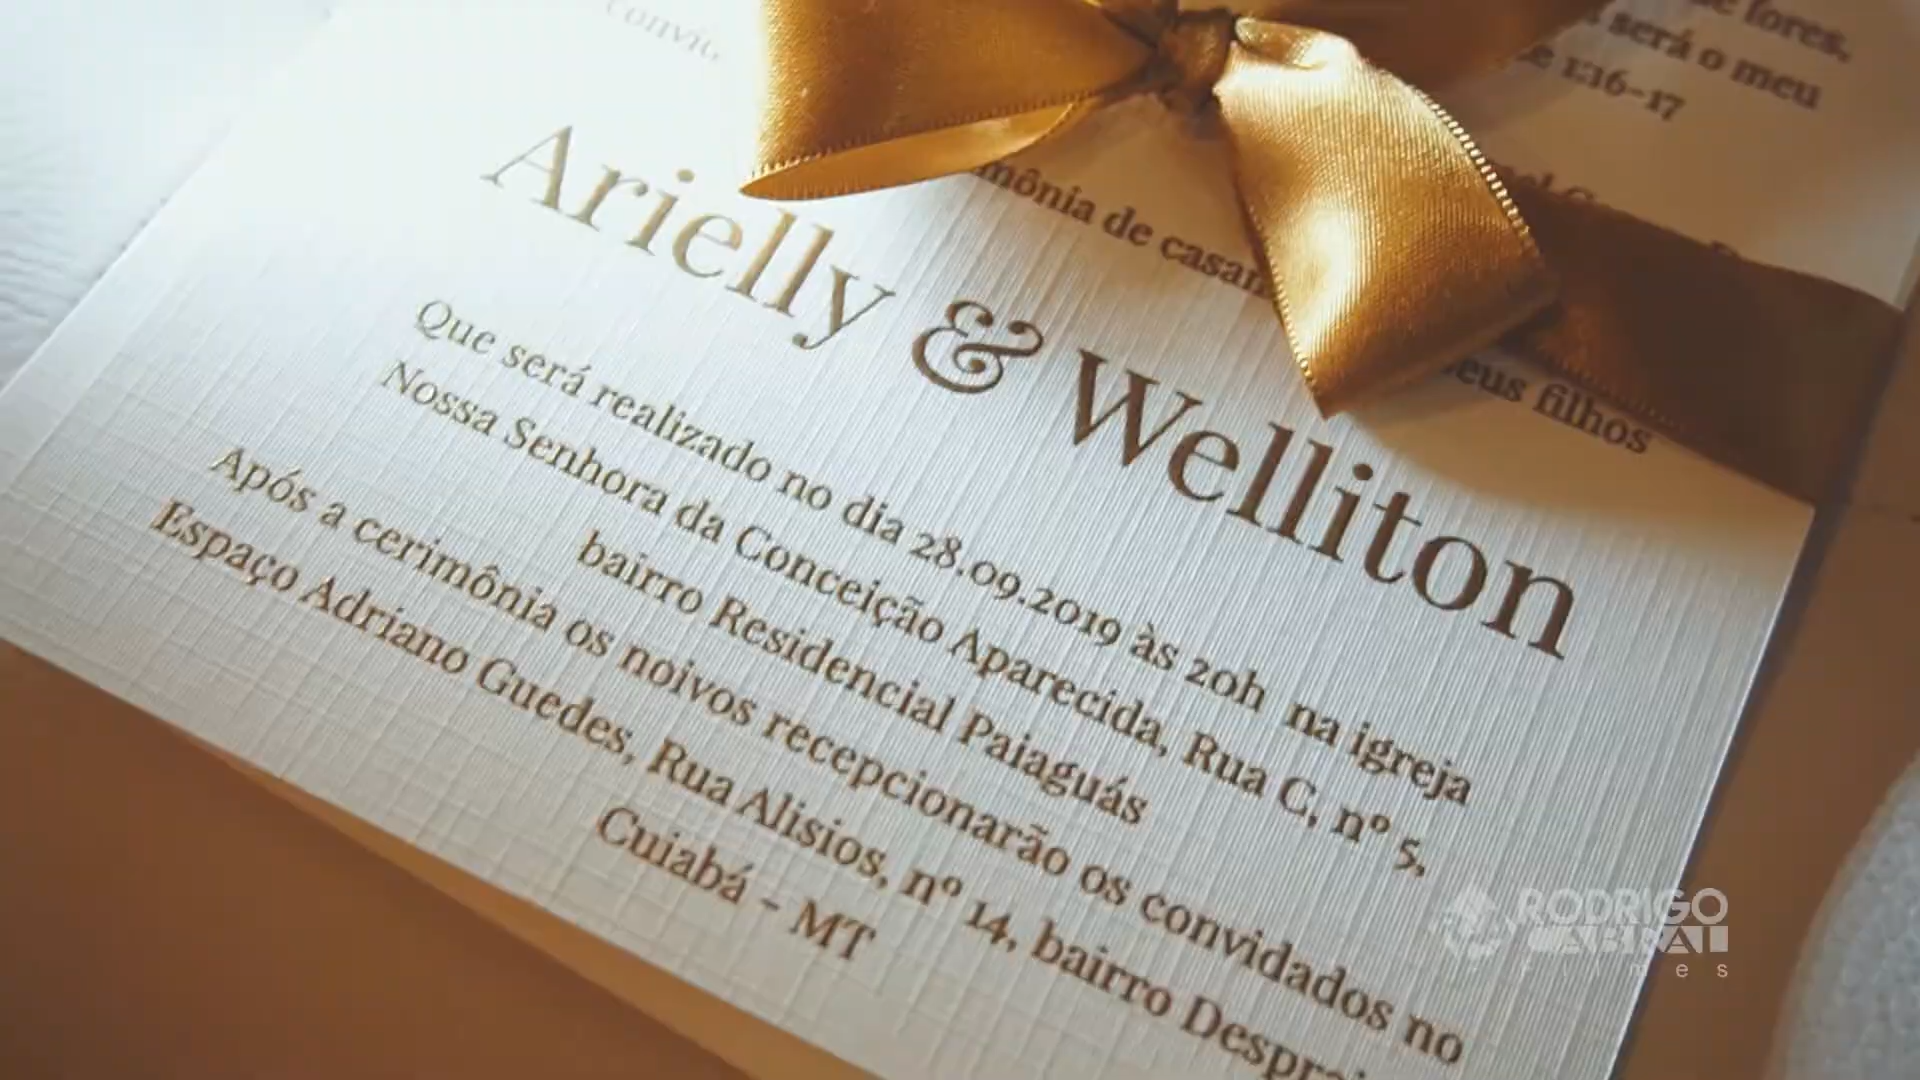 será o meu
1:16-17
mônia de
filhos
Arielly & Welliton
Que será realizado no dia 28.09.2019 às 20h na igreja
Nossa Senhora da Conceição Aparecida, Rua C, nº 5,
bairro Residencial Paiaguás
Após a cerimônia os noivos recepcionarão os convidados no
Espaço Adriano Guedes, Rua Alisios, nº 14, bairro
Cuiabá - MT
RODRIGO
CABRAL
filmes